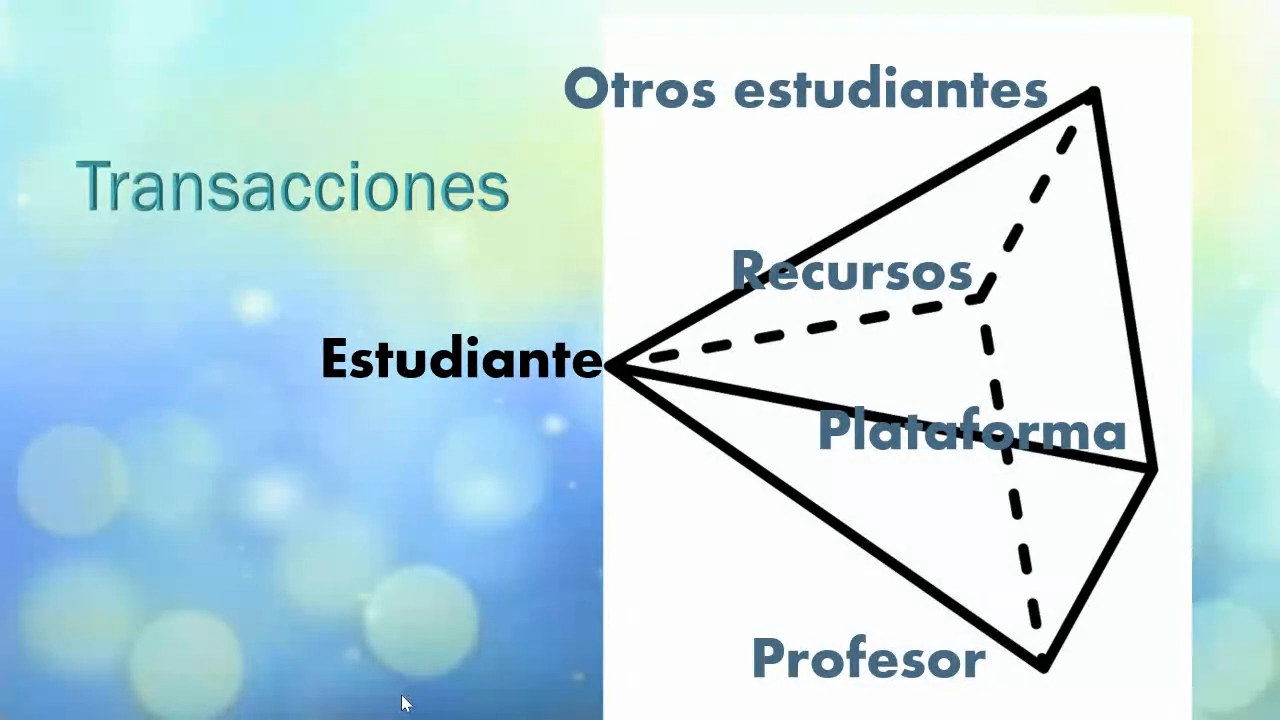 Transacciones
Otros estudiantes
Recursos
Estudiante
Plataforma
Profesor